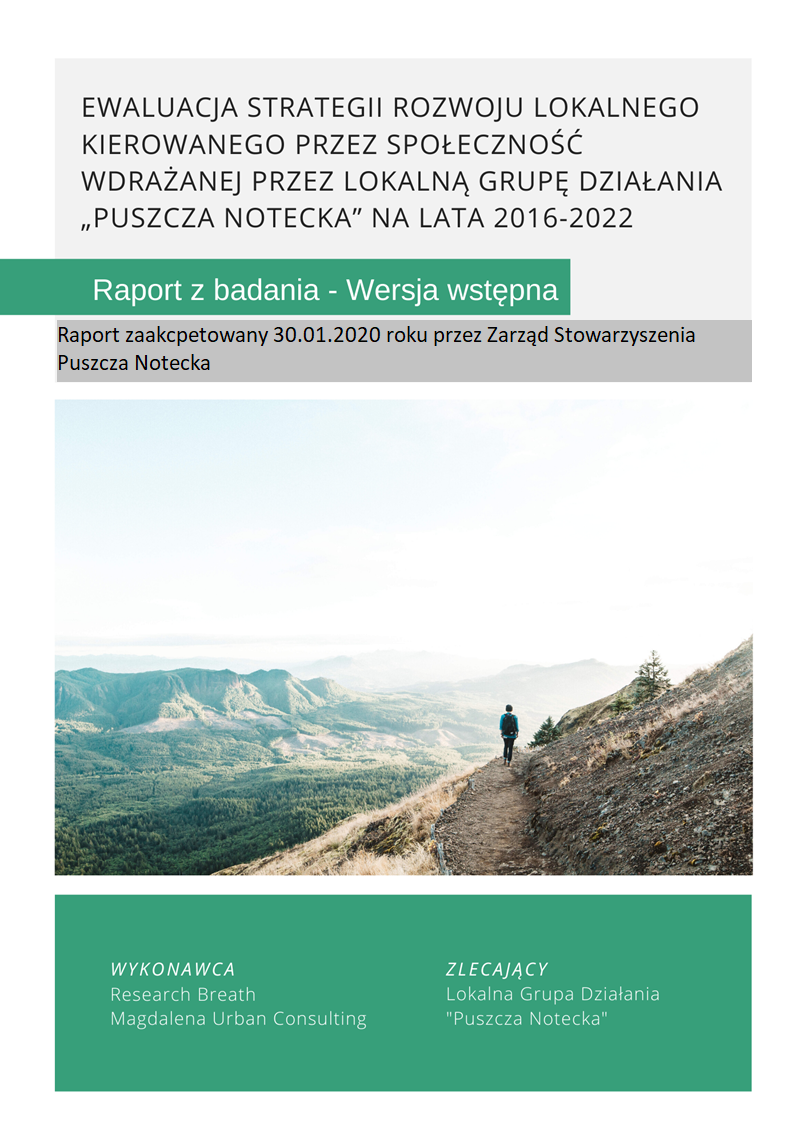 EWALUACJA STRATEGII ROZWOJU LOKALNEGO
KIEROWANEGO PRZEZ SPOŁECZNOŚĆ
WDRAŻANEJ PRZEZ LOKALNĄ GRUPĘ DZIAŁANIA
„PUSZCZA NOTECKA” NA LATA 2016-2022
Raport z badania - Wersja wstępna
Raport zaakcpetowany 30.01.2020 roku przez Zarząd Stowarzyszenia
Puszcza Notecka
WYKONAWCA
Research Breath
Magdalena Urban Consulting
ZLECAJĄCY
Lokalna Grupa Działania
"Puszcza Notecka"